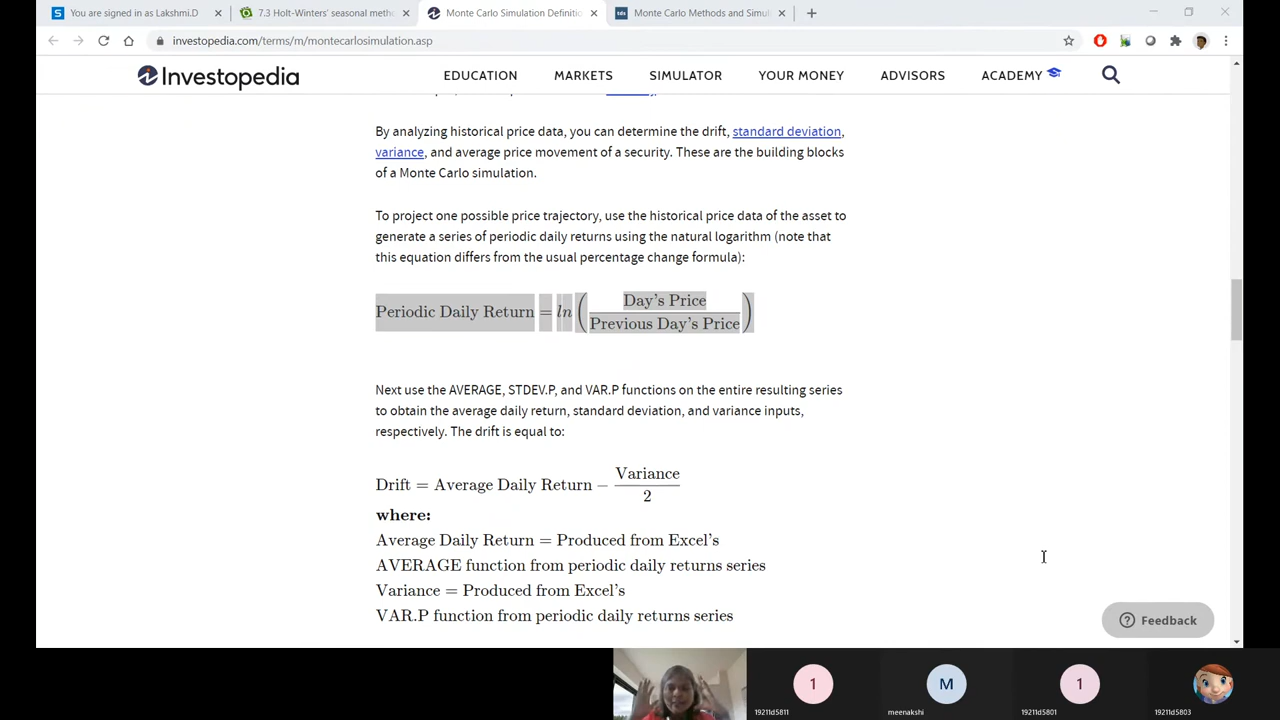 You are signed in as Lakshmi.D
7.3 Holt-Winters' seasonal meth
Monte Carlo Simulation Definitio
tds
Monte Carlo Methods and Simul
investopedia.com/terms/m/montecarlosimulation.asp
Investopedia
EDUCATION
MARKETS
SIMULATOR
YOUR MONEY
ADVISORS
ACADEMY
By analyzing historical price data, you can determine the drift, standard deviation,
variance, and average price movement of a security. These are the building blocks
of a Monte Carlo simulation.
To project one possible price trajectory, use the historical price data of the asset to
generate a series of periodic daily returns using the natural logarithm (note that
this equation differs from the usual percentage change formula):
Periodic Daily Return = ln ( Day's Price / Previous Day's Price )
Next use the AVERAGE, STDEV.P, and VAR.P functions on the entire resulting series
to obtain the average daily return, standard deviation, and variance inputs,
respectively. The drift is equal to:
Drift = Average Daily Return − Variance / 2
where:
Average Daily Return = Produced from Excel's
AVERAGE function from periodic daily returns series
Variance = Produced from Excel's
VAR.P function from periodic daily returns series
Feedback
1
M
1
19211d5811
meenakshi
19211d5801
19211d5803